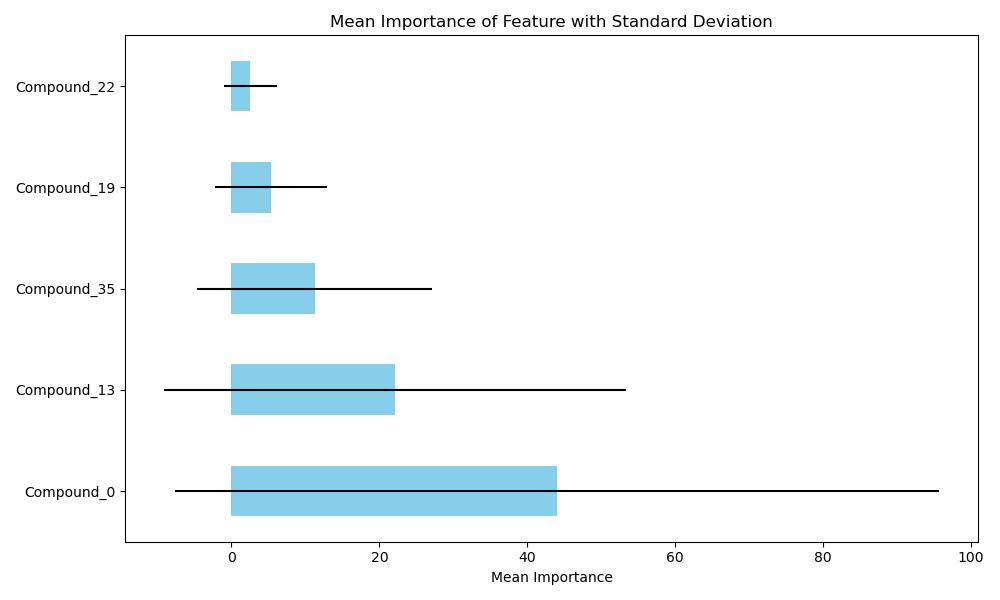 Mean Importance of Feature with Standard Deviation
Compound_22
Compound_19
Compound_35
Compound_13
Compound_0
0 20 40 60 80 100
Mean Importance